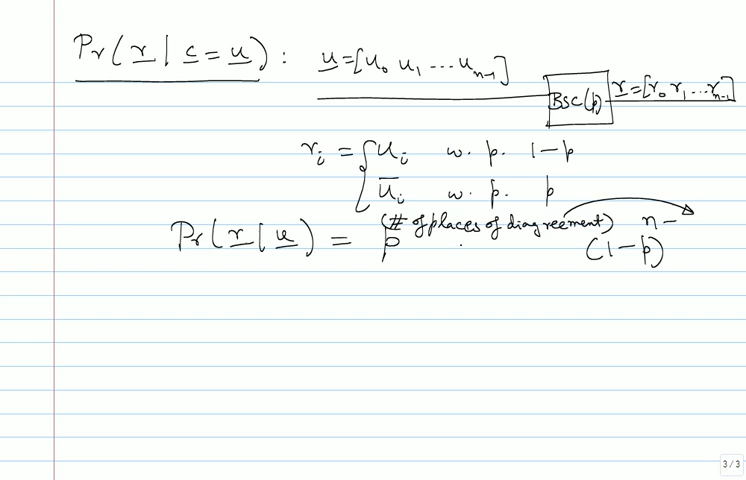 Pr(r | c = u) : u = [u₀ u₁ ... uₙ₋₁]
BSC(p) r = [r₀ r₁ ... rₙ₋₁]
rᵢ = { uᵢ w. p. 1 − p
ūᵢ w. p. p
(# of places of diagreement) n −
Pr(r | u) = p (1 − p)
3 / 3